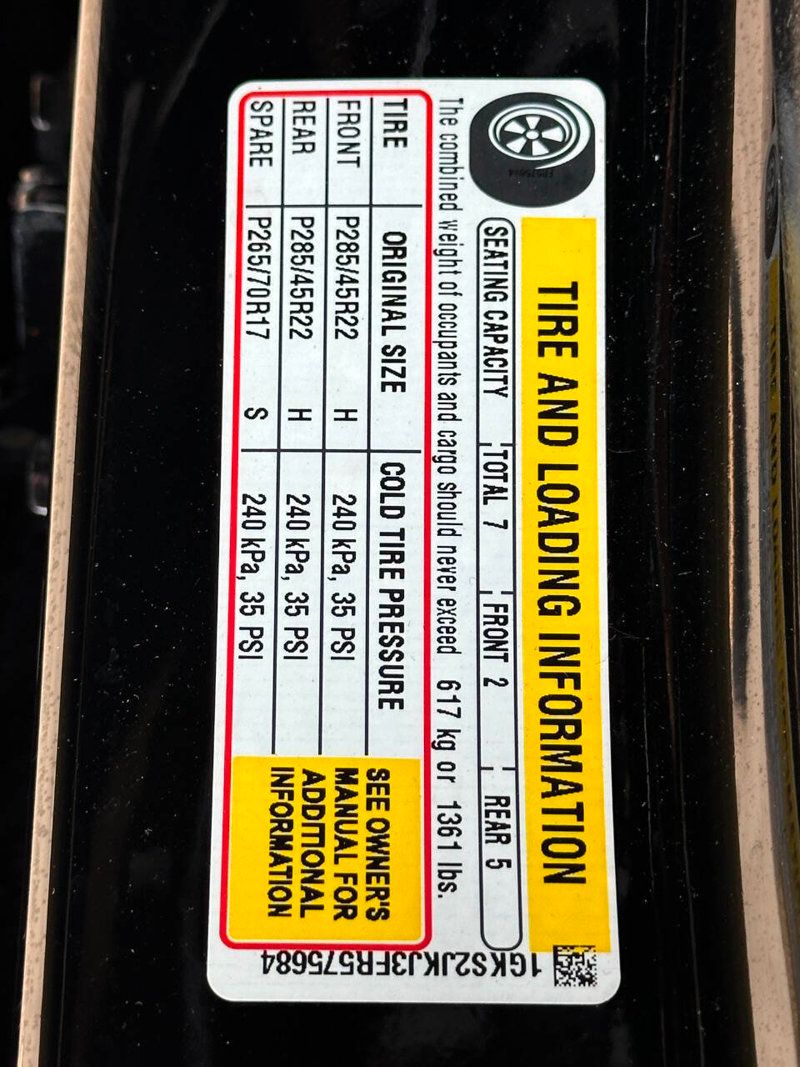 TIRE AND LOADING INFORMATION
SEATING CAPACITY TOTAL 7 FRONT 2 REAR 5
The combined weight of occupants and cargo should never exceed 617 kg or 1361 lbs.
TIRE ORIGINAL SIZE COLD TIRE PRESSURE
FRONT P285/45R22 H 240 kPa, 35 PSI
REAR P285/45R22 H 240 kPa, 35 PSI
SPARE P265/70R17 S 240 kPa, 35 PSI
SEE OWNER'S
MANUAL FOR
ADDITIONAL
INFORMATION
1GKS2JKJ3FR575684